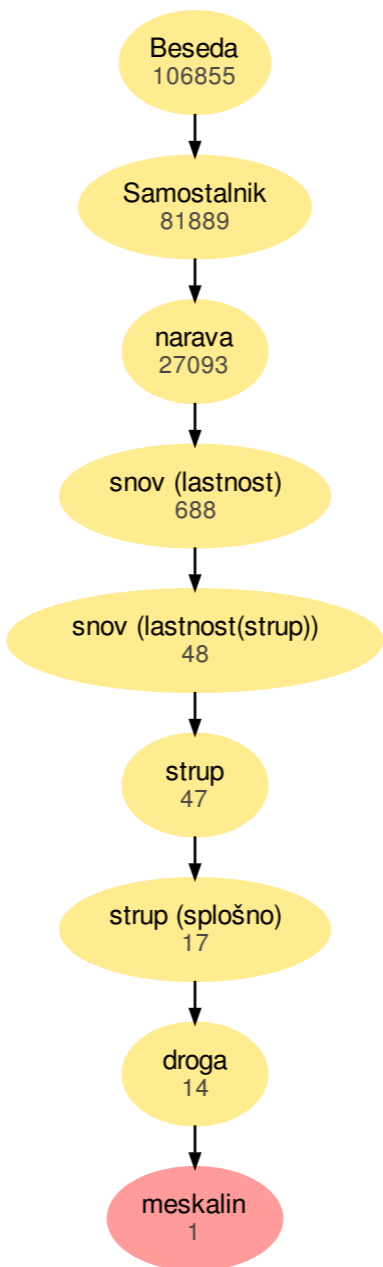 Beseda
106855
Samostalnik
81889
narava
27093
snov (lastnost)
688
snov (lastnost(strup))
48
strup
47
strup (splošno)
17
droga
14
meskalin
1